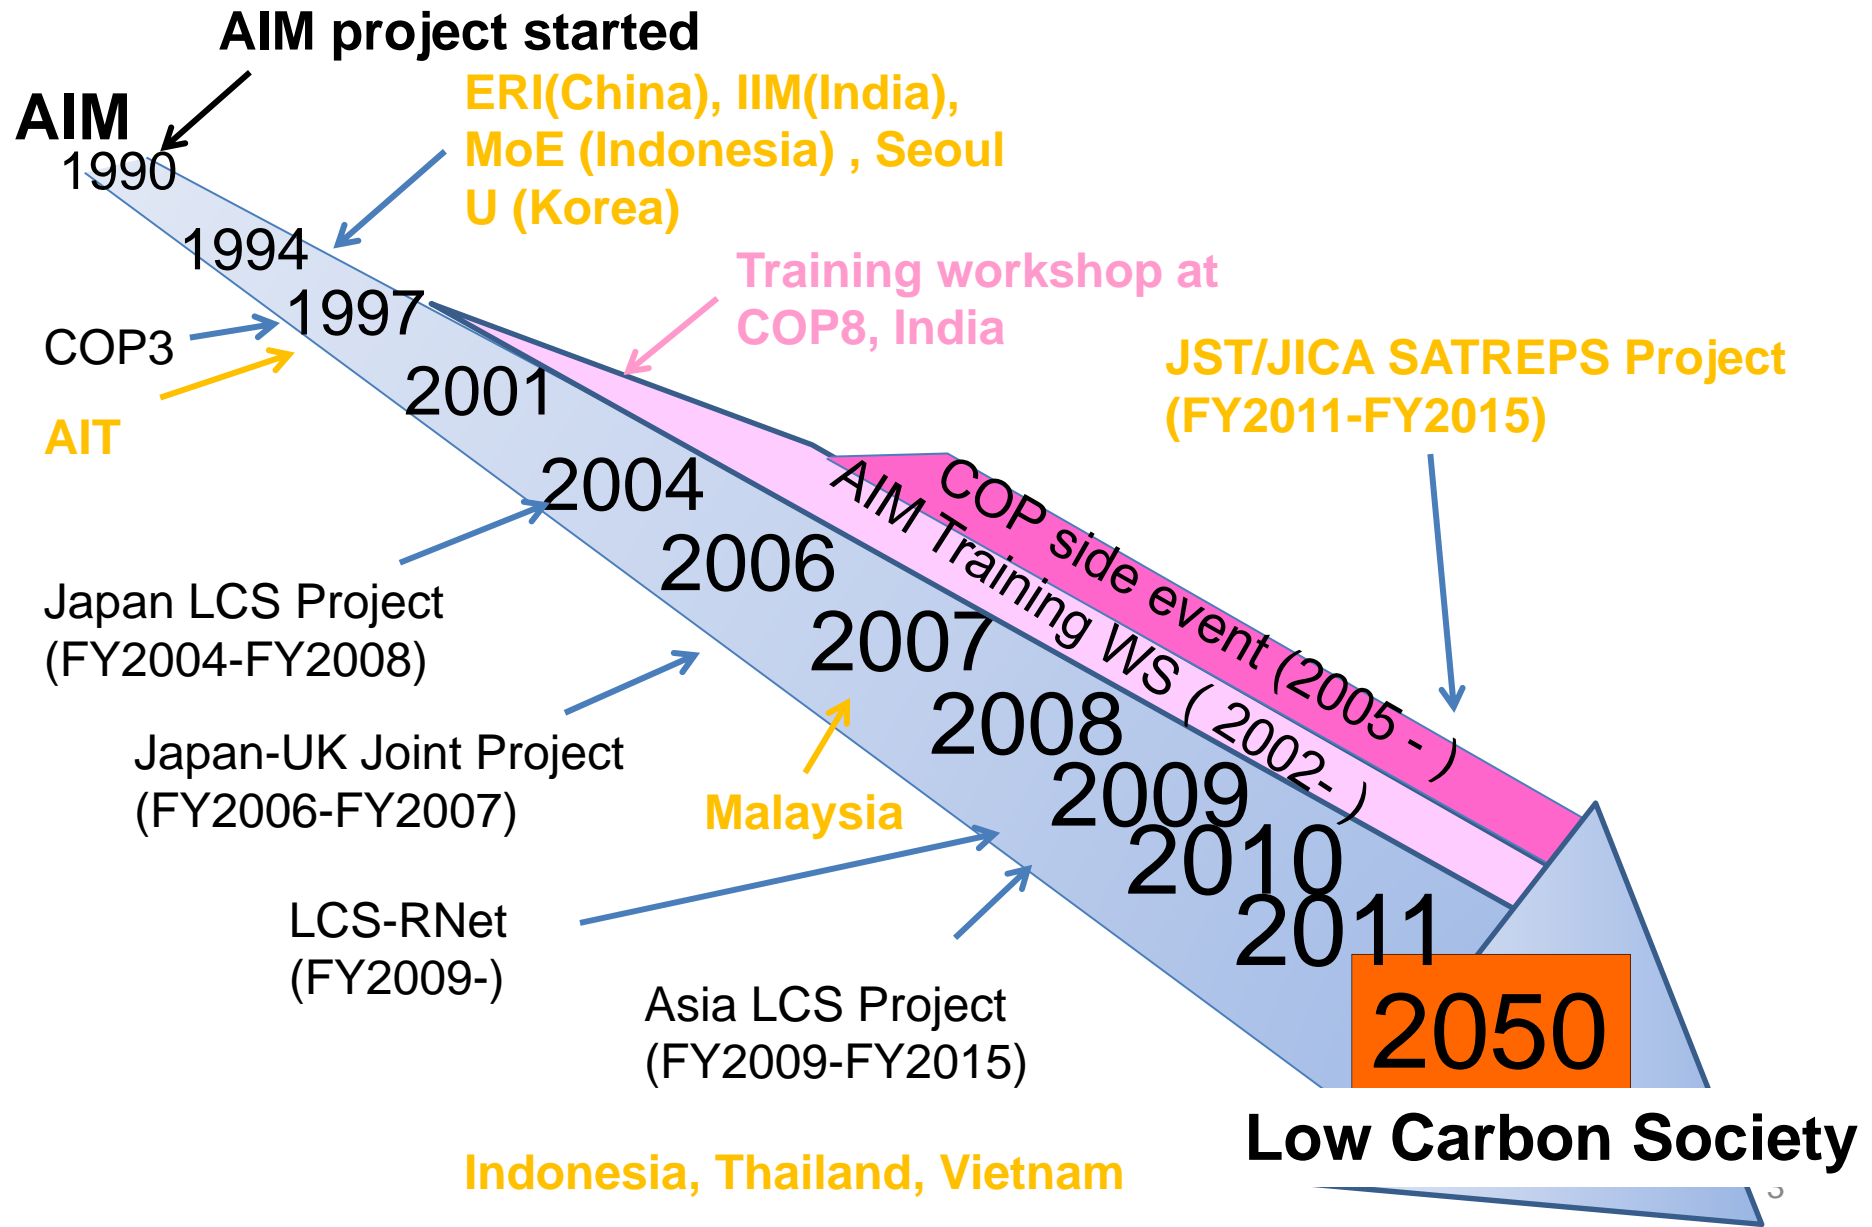 AIM project started
AIM
1990
ERI(China), IIM(India),
MoE (Indonesia) , Seoul
U (Korea)
1994
1997
COP3
AIT
Training workshop at
COP8, India
2001
JST/JICA SATREPS Project
(FY2011-FY2015)
2004
COP side event (2005 - )
AIM Training WS ( 2002- )
2006
Japan LCS Project
(FY2004-FY2008)
2007
2008
Japan-UK Joint Project
(FY2006-FY2007)
Malaysia
2009
2010
2011
LCS-RNet
(FY2009-)
Asia LCS Project
(FY2009-FY2015)
2050
Low Carbon Society
Indonesia, Thailand, Vietnam
3